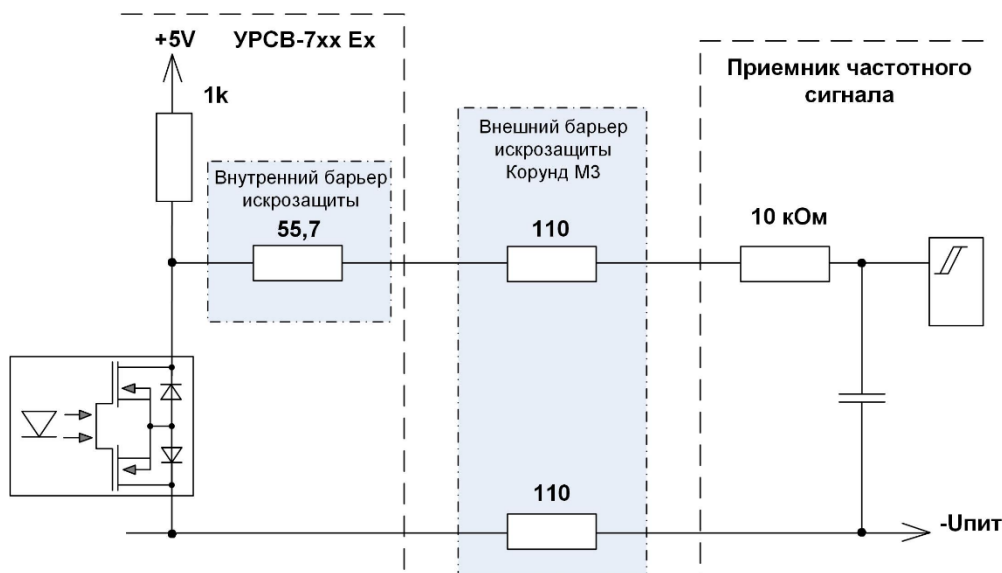 +5V
УРСВ-7хх Ex
1k
Внутренний барьер
искрозащиты
55,7
Внешний барьер
искрозащиты
Корунд М3
110
110
Приемник частотного
сигнала
10 кОм
-Uпит